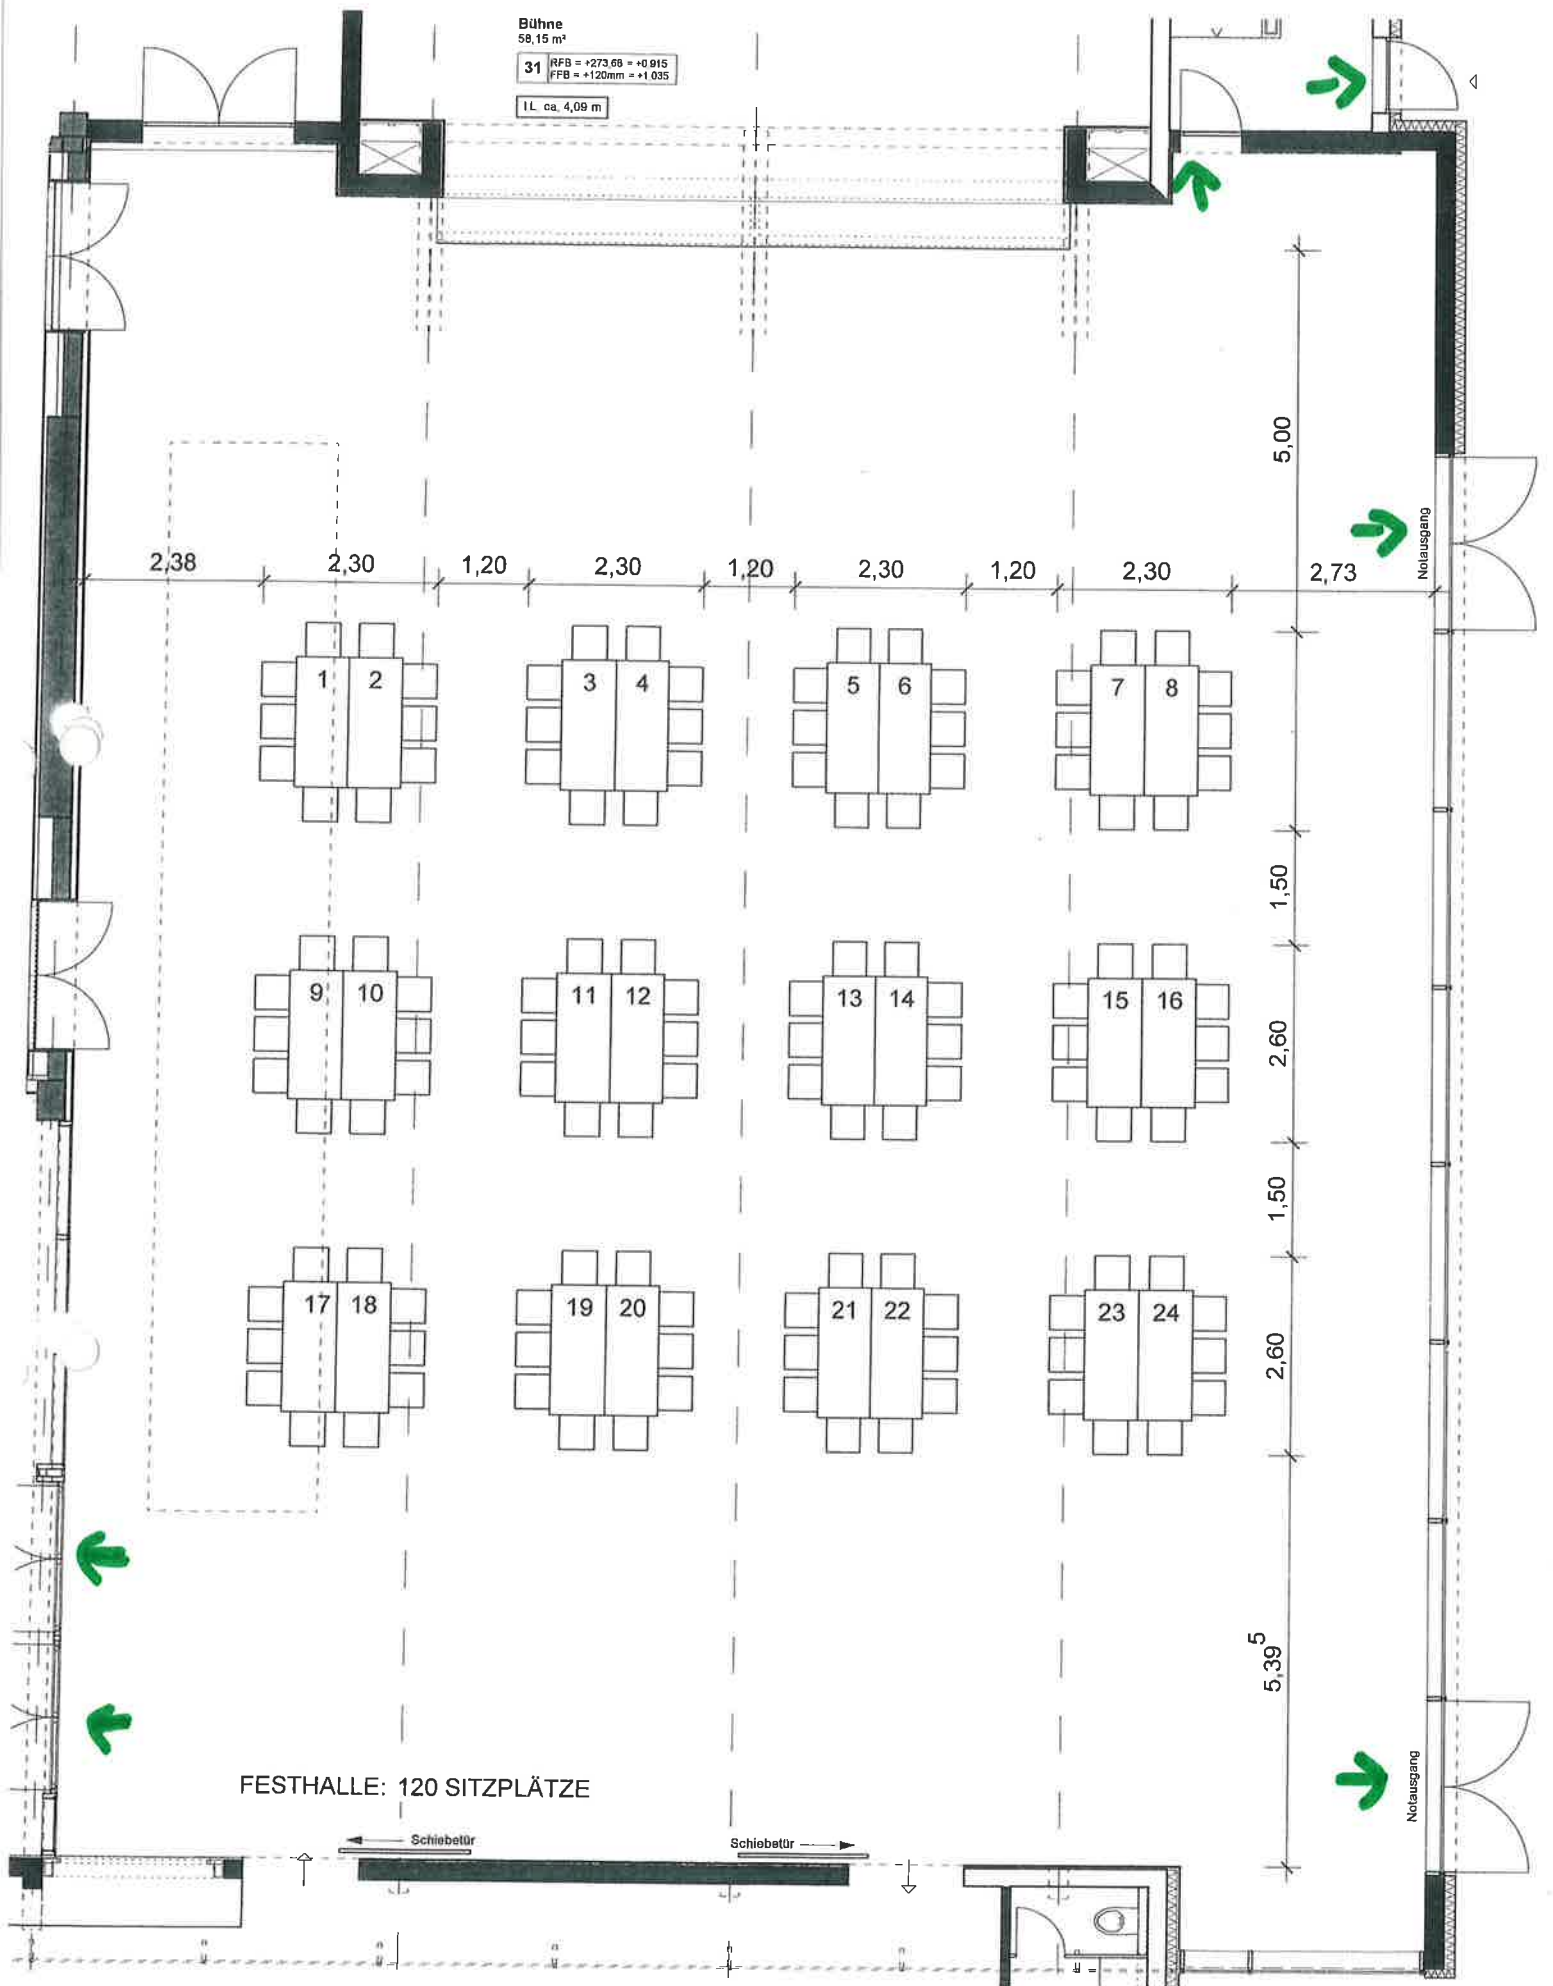 Bühne
58,15 m²
31 RFB = +273,68 = +0.915
FFB = +120mm = +1.035
I.L. ca. 4,09 m
5,00
Notausgang
2,38 2,30 1,20 2,30 1,20 2,30 1,20 2,30 2,73
1 2 3 4 5 6 7 8
1,50
9 10 11 12 13 14 15 16
2,60
1,50
17 18 19 20 21 22 23 24
2,60
5,39⁵
Notausgang
FESTHALLE: 120 SITZPLÄTZE
Schiebetür Schiebetür